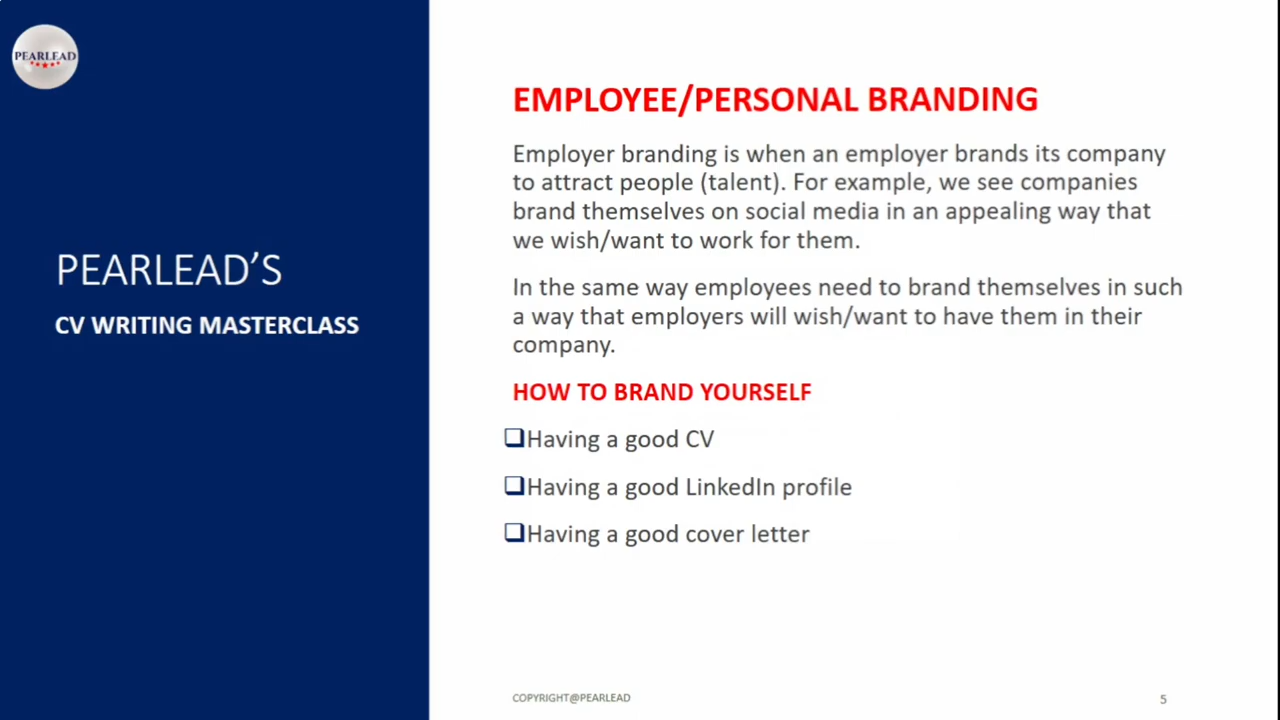 PEARLEAD
PEARLEAD’S
CV WRITING MASTERCLASS
EMPLOYEE/PERSONAL BRANDING
Employer branding is when an employer brands its company
to attract people (talent). For example, we see companies
brand themselves on social media in an appealing way that
we wish/want to work for them.
In the same way employees need to brand themselves in such
a way that employers will wish/want to have them in their
company.
HOW TO BRAND YOURSELF
Having a good CV
Having a good LinkedIn profile
Having a good cover letter
COPYRIGHT@PEARLEAD
5